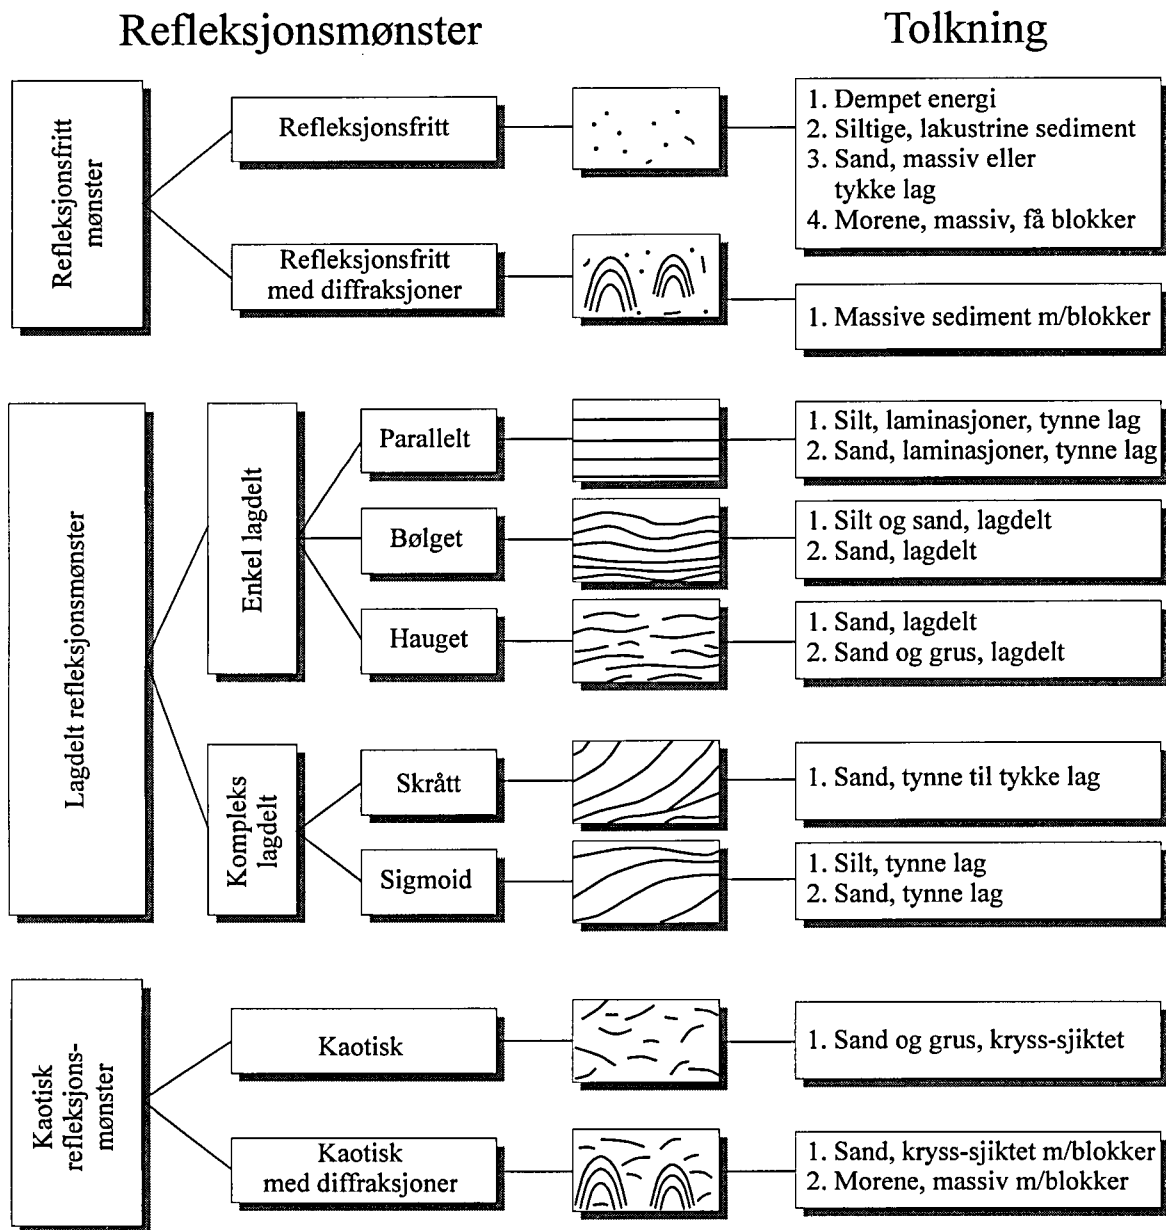 Refleksjonsmønster
Tolkning
Refleksjonsfritt
mønster
Refleksjonsfritt
1. Dempet energi
2. Siltige, lakustrine sediment
3. Sand, massiv eller
tykke lag
4. Morene, massiv, få blokker
Refleksjonsfritt
med diffraksjoner
1. Massive sediment m/blokker
Lagdelt refleksjonsmønster
Enkel lagdelt
Parallelt
1. Silt, laminasjoner, tynne lag
2. Sand, laminasjoner, tynne lag
Bølget
1. Silt og sand, lagdelt
2. Sand, lagdelt
Hauget
1. Sand, lagdelt
2. Sand og grus, lagdelt
Kompleks
lagdelt
Skrått
1. Sand, tynne til tykke lag
Sigmoid
1. Silt, tynne lag
2. Sand, tynne lag
Kaotisk
refleksjons-
mønster
Kaotisk
1. Sand og grus, kryss-sjiktet
Kaotisk
med diffraksjoner
1. Sand, kryss-sjiktet m/blokker
2. Morene, massiv m/blokker